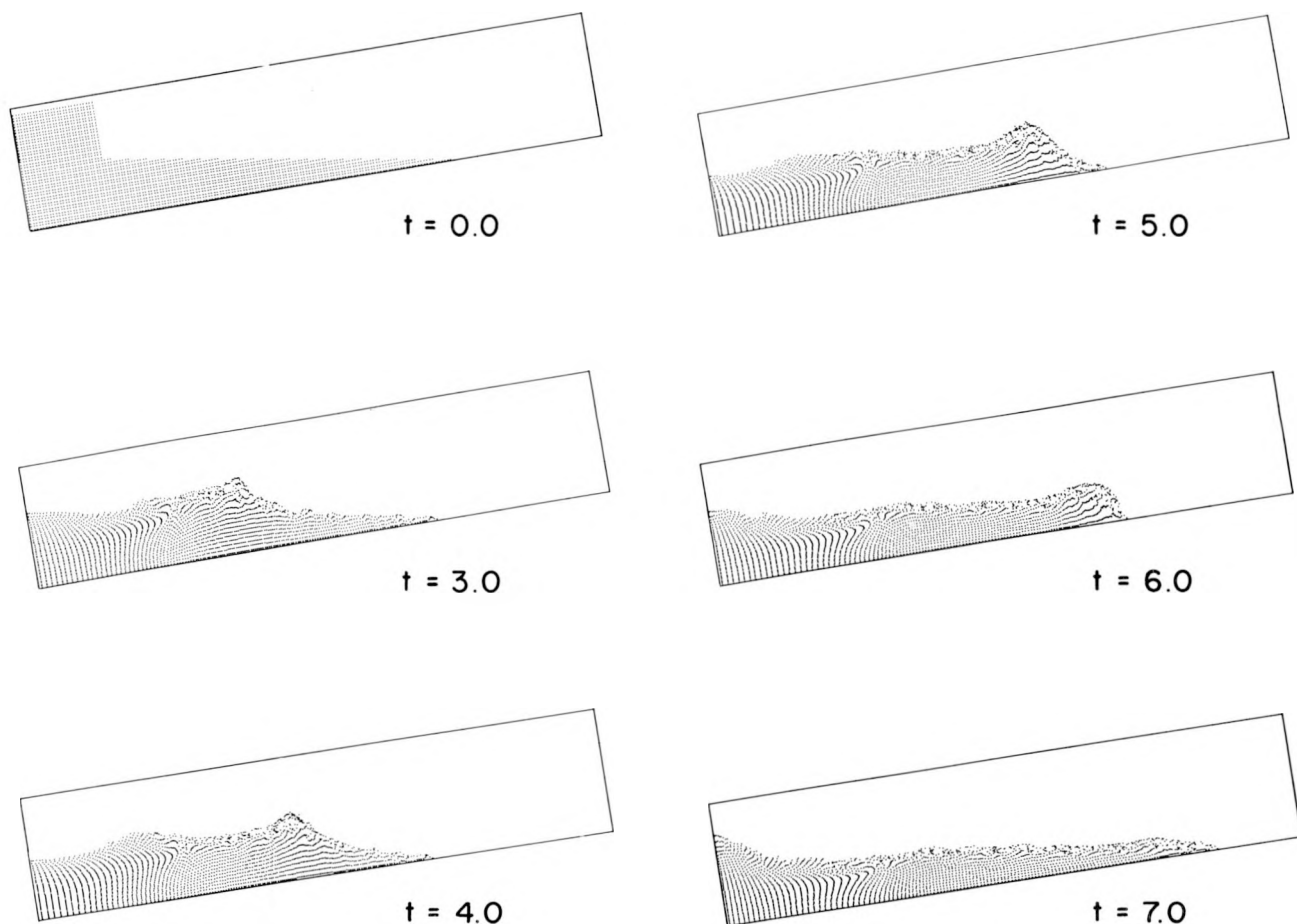 t = 0.0
t = 3.0
t = 4.0
t = 5.0
t = 6.0
t = 7.0